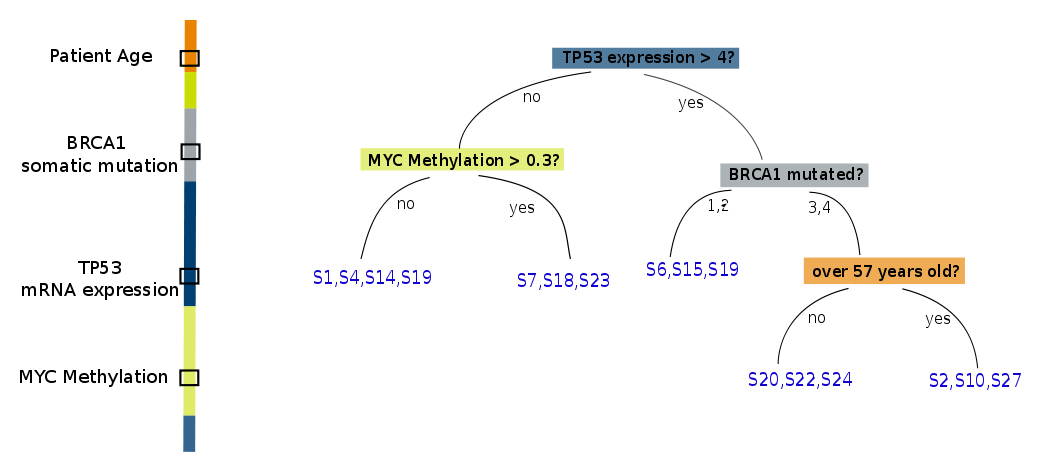 Patient Age
BRCA1
somatic mutation
TP53
mRNA expression
MYC Methylation
TP53 expression > 4?
no
yes
MYC Methylation > 0.3?
BRCA1 mutated?
no
yes
1,2
3,4
S1,S4,S14,S19
S7,S18,S23
S6,S15,S19
over 57 years old?
no
yes
S20,S22,S24
S2,S10,S27